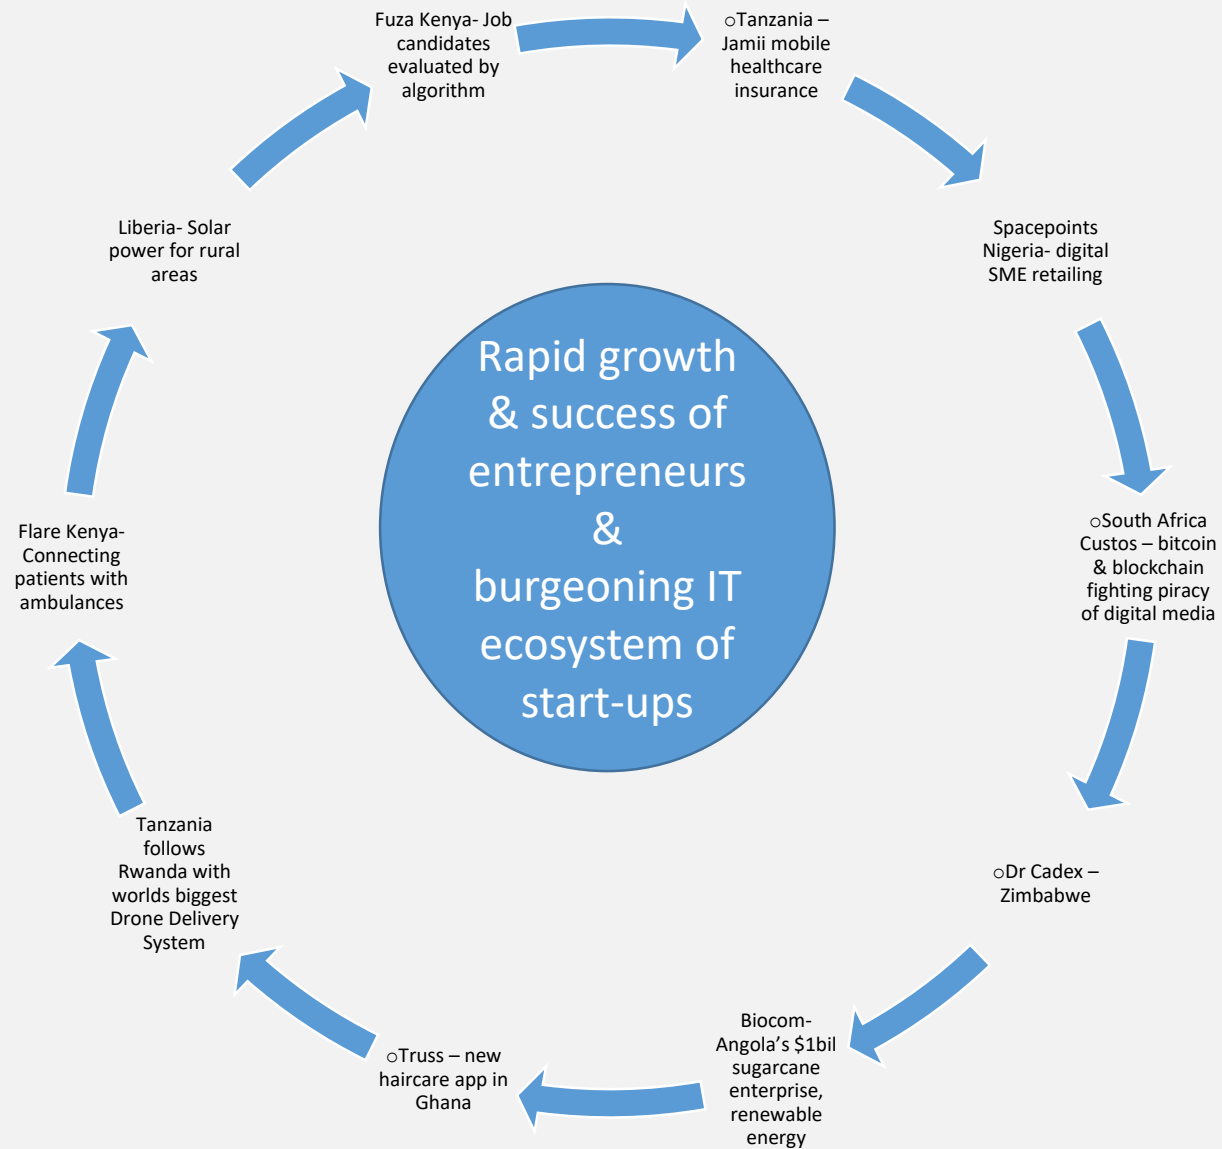 Fuza Kenya- Job
candidates
evaluated by
algorithm
○Tanzania –
Jamii mobile
healthcare
insurance
Spacepoints
Nigeria- digital
SME retailing
○South Africa
Custos – bitcoin
& blockchain
fighting piracy
of digital media
○Dr Cadex –
Zimbabwe
Biocom-
Angola’s $1bil
sugarcane
enterprise,
renewable
energy
○Truss – new
haircare app in
Ghana
Tanzania
follows
Rwanda with
worlds biggest
Drone Delivery
System
Flare Kenya-
Connecting
patients with
ambulances
Liberia- Solar
power for rural
areas
Rapid growth
& success of
entrepreneurs
&
burgeoning IT
ecosystem of
start-ups